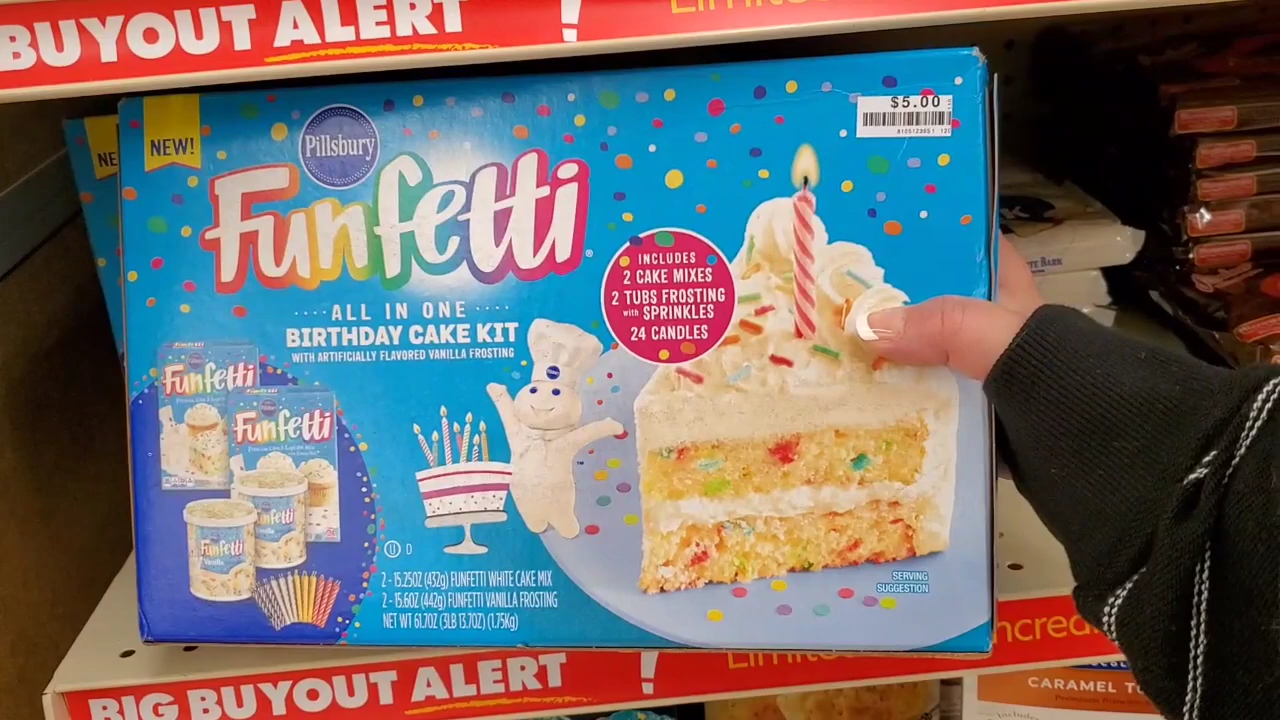 BUYOUT ALERT !
NEW!
Pillsbury
Funfetti
ALL IN ONE
BIRTHDAY CAKE KIT
WITH ARTIFICIALLY FLAVORED VANILLA FROSTING
$5.00
INCLUDES
2 CAKE MIXES
2 TUBS FROSTING
with SPRINKLES
24 CANDLES
Funfetti
Funfetti
Funfetti
Vanilla
Funfetti
Vanilla
U D
2 - 15.25OZ (432g) FUNFETTI WHITE CAKE MIX
2 - 15.6OZ (442g) FUNFETTI VANILLA FROSTING
NET WT 61.7OZ (3LB 13.7OZ) (1.75Kg)
SERVING
SUGGESTION
BIG BUYOUT ALERT !
CARAMEL